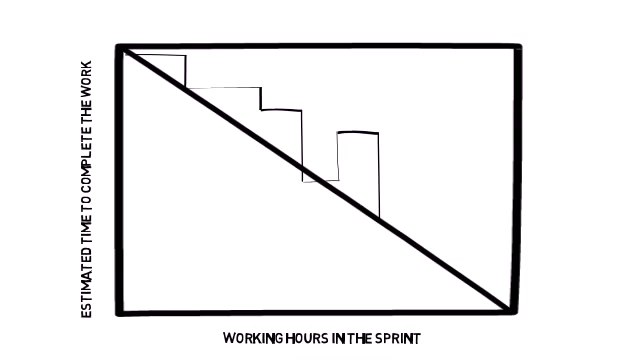 ESTIMATED TIME TO COMPLETE THE WORK
WORKING HOURS IN THE SPRINT